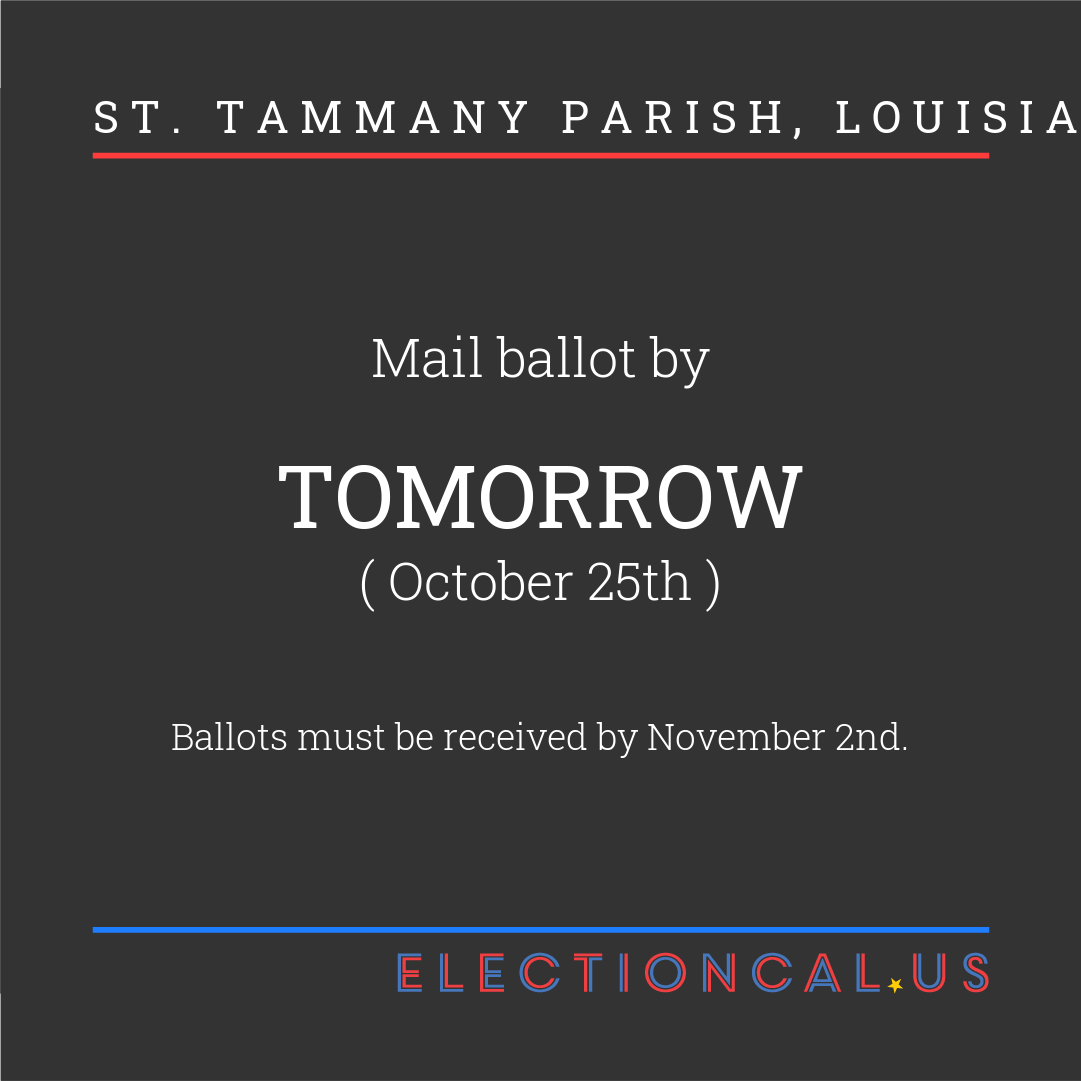 ST. TAMMANY PARISH, LOUISIA
Mail ballot by
TOMORROW
( October 25th )
Ballots must be received by November 2nd.
ELECTIONCAL.US